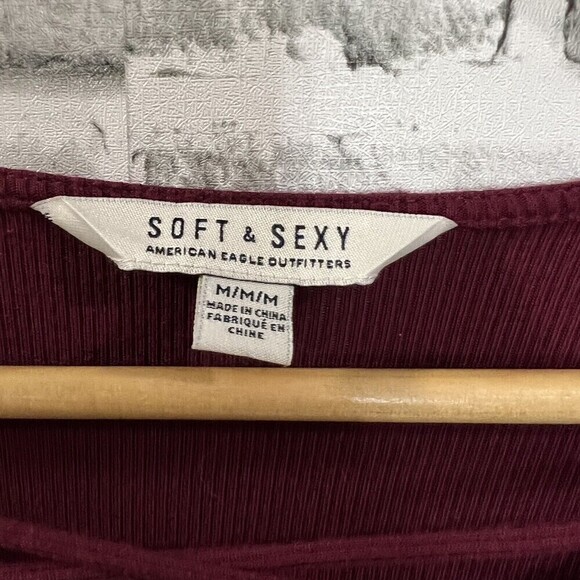 SOFT & SEXY
AMERICAN EAGLE OUTFITTERS
M/M/M
MADE IN CHINA
FABRIQUÉ EN
CHINE